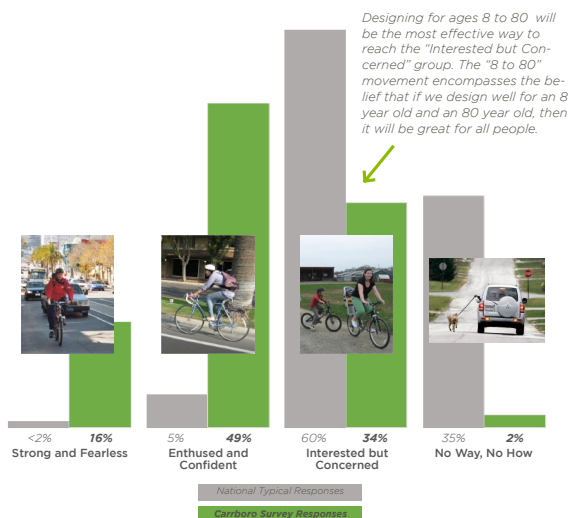 Designing for ages 8 to 80 will
be the most effective way to
reach the "Interested but Con-
cerned" group. The "8 to 80"
movement encompasses the be-
lief that if we design well for an 8
year old and an 80 year old, then
it will be great for all people.
<2% 16% 5% 49% 60% 34% 35% 2%
Strong and Fearless
Enthused and
Confident
Interested but
Concerned
No Way, No How
National Typical Responses
Carrboro Survey Responses